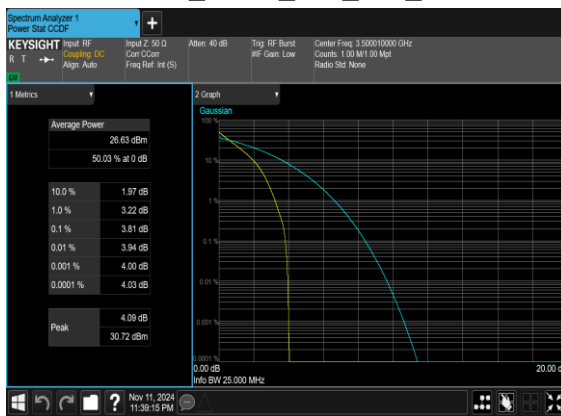 Spectrum Analyzer 1
Power Stat CCDF
KEYSIGHT
R T
LXI
Input: RF
Coupling: DC
Align: Auto
Input Z: 50 Ω
Corr CCorr
Freq Ref: Int (S)
Atten: 40 dB
Trig: RF Burst
#IF Gain: Low
Center Freq: 3.500010000 GHz
Counts: 1.00 M/1.00 Mpt
Radio Std: None
1 Metrics
Average Power
26.63 dBm
50.03 % at 0 dB
10.0 % 1.97 dB
1.0 % 3.22 dB
0.1 % 3.81 dB
0.01 % 3.94 dB
0.001 % 4.00 dB
0.0001 % 4.03 dB
Peak
4.09 dB
30.72 dBm
2 Graph
Gaussian
100 %
10 %
1 %
0.1 %
0.01 %
0.001 %
0.0001 %
0.00 dB
20.00 d
Info BW 25.000 MHz
Nov 11, 2024
11:39:15 PM